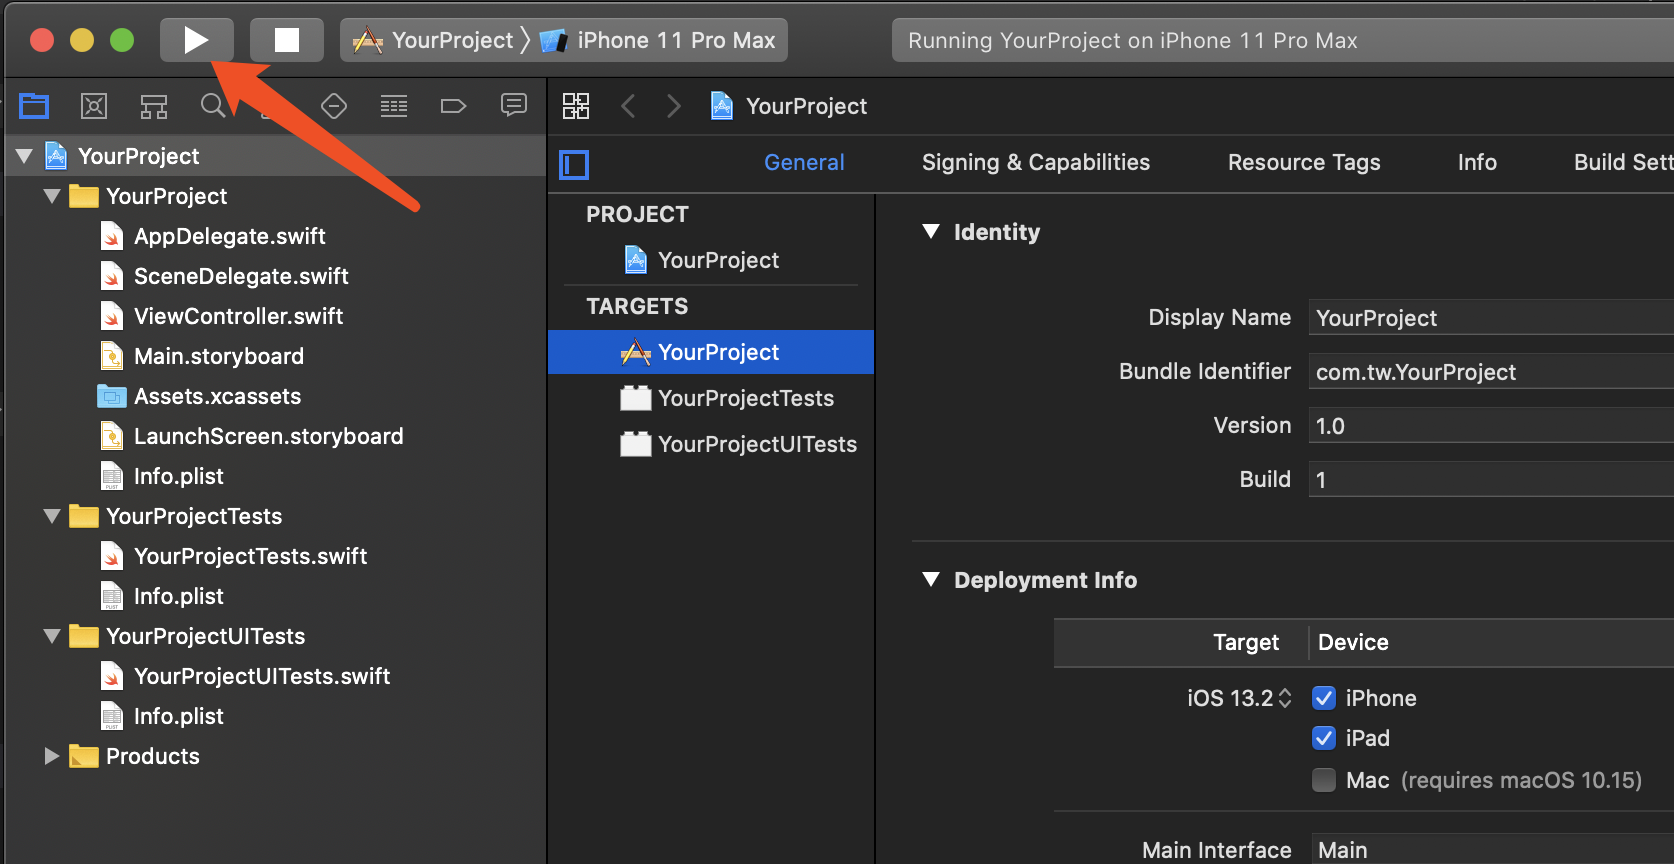 YourProject
iPhone 11 Pro Max
Running YourProject on iPhone 11 Pro Max
YourProject
YourProject
YourProject
AppDelegate.swift
SceneDelegate.swift
ViewController.swift
Main.storyboard
Assets.xcassets
LaunchScreen.storyboard
Info.plist
YourProjectTests
YourProjectTests.swift
Info.plist
YourProjectUITests
YourProjectUITests.swift
Info.plist
Products
General
Signing & Capabilities
Resource Tags
Info
Build Sett
PROJECT
YourProject
TARGETS
YourProject
YourProjectTests
YourProjectUITests
Identity
Display Name YourProject
Bundle Identifier com.tw.YourProject
Version 1.0
Build 1
Deployment Info
Target Device
iOS 13.2 iPhone
iPad
Mac (requires macOS 10.15)
Main Interface Main